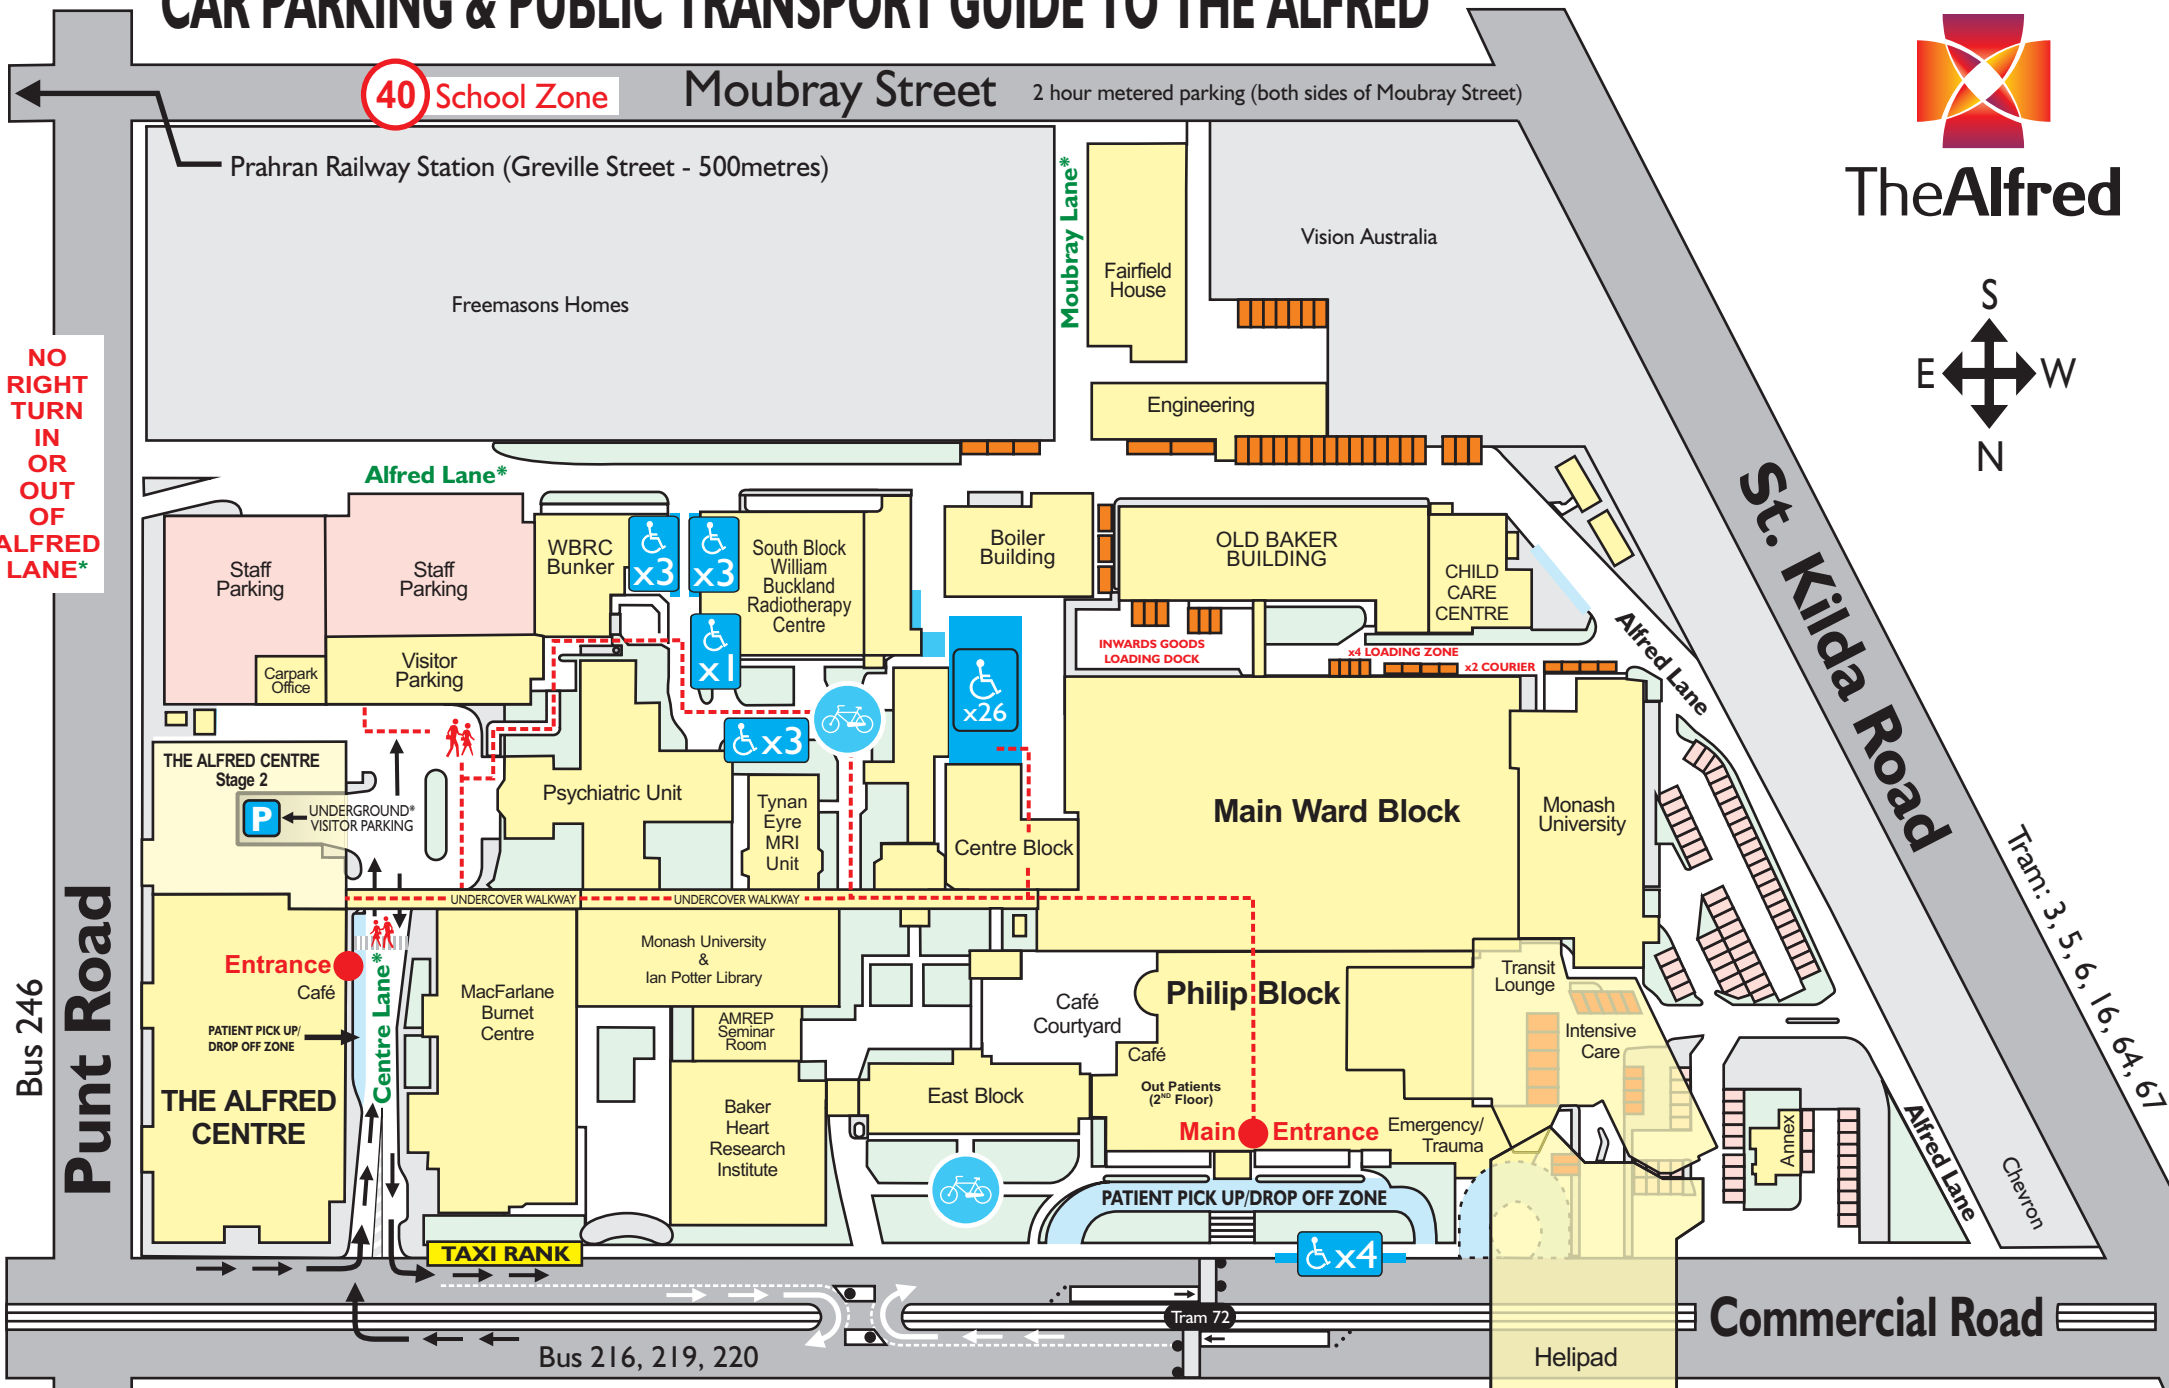 CAR PARKING & PUBLIC TRANSPORT GUIDE TO THE ALFRED
40 School Zone
Moubray Street
2 hour metered parking (both sides of Moubray Street)
TheAlfred
Prahran Railway Station (Greville Street - 500metres)
Moubray Lane*
Fairfield
House
Vision Australia
Freemasons Homes
S
E
W
N
NO
RIGHT
TURN
IN
OR
OUT
OF
ALFRED
LANE*
Engineering
Alfred Lane*
St. Kilda Road
Staff
Parking
Staff
Parking
WBRC
Bunker
x3
x3
South Block
William
Buckland
Radiotherapy
Centre
Boiler
Building
OLD BAKER
BUILDING
CHILD
CARE
CENTRE
Alfred Lane
INWARDS GOODS
LOADING DOCK
x4 LOADING ZONE
x2 COURIER
Carpark
Office
Visitor
Parking
x1
x26
x3
THE ALFRED CENTRE
Stage 2
P
UNDERGROUND*
VISITOR PARKING
Psychiatric Unit
Tynan
Eyre
MRI
Unit
Centre Block
Main Ward Block
Monash
University
Tram: 3, 5, 6, 16, 64, 67
UNDERCOVER WALKWAY
UNDERCOVER WALKWAY
Bus 246
Punt Road
Entrance
Café
Centre Lane*
PATIENT PICK UP/
DROP OFF ZONE
THE ALFRED
CENTRE
MacFarlane
Burnet
Centre
Monash University
&
Ian Potter Library
AMREP
Seminar
Room
Baker
Heart
Research
Institute
East Block
Café
Courtyard
Café
Philip Block
Out Patients
(2ND Floor)
Main Entrance
Transit
Lounge
Intensive
Care
Emergency/
Trauma
Annex
Alfred Lane
Chevron
PATIENT PICK UP/DROP OFF ZONE
TAXI RANK
x4
Tram 72
Commercial Road
Bus 216, 219, 220
Helipad